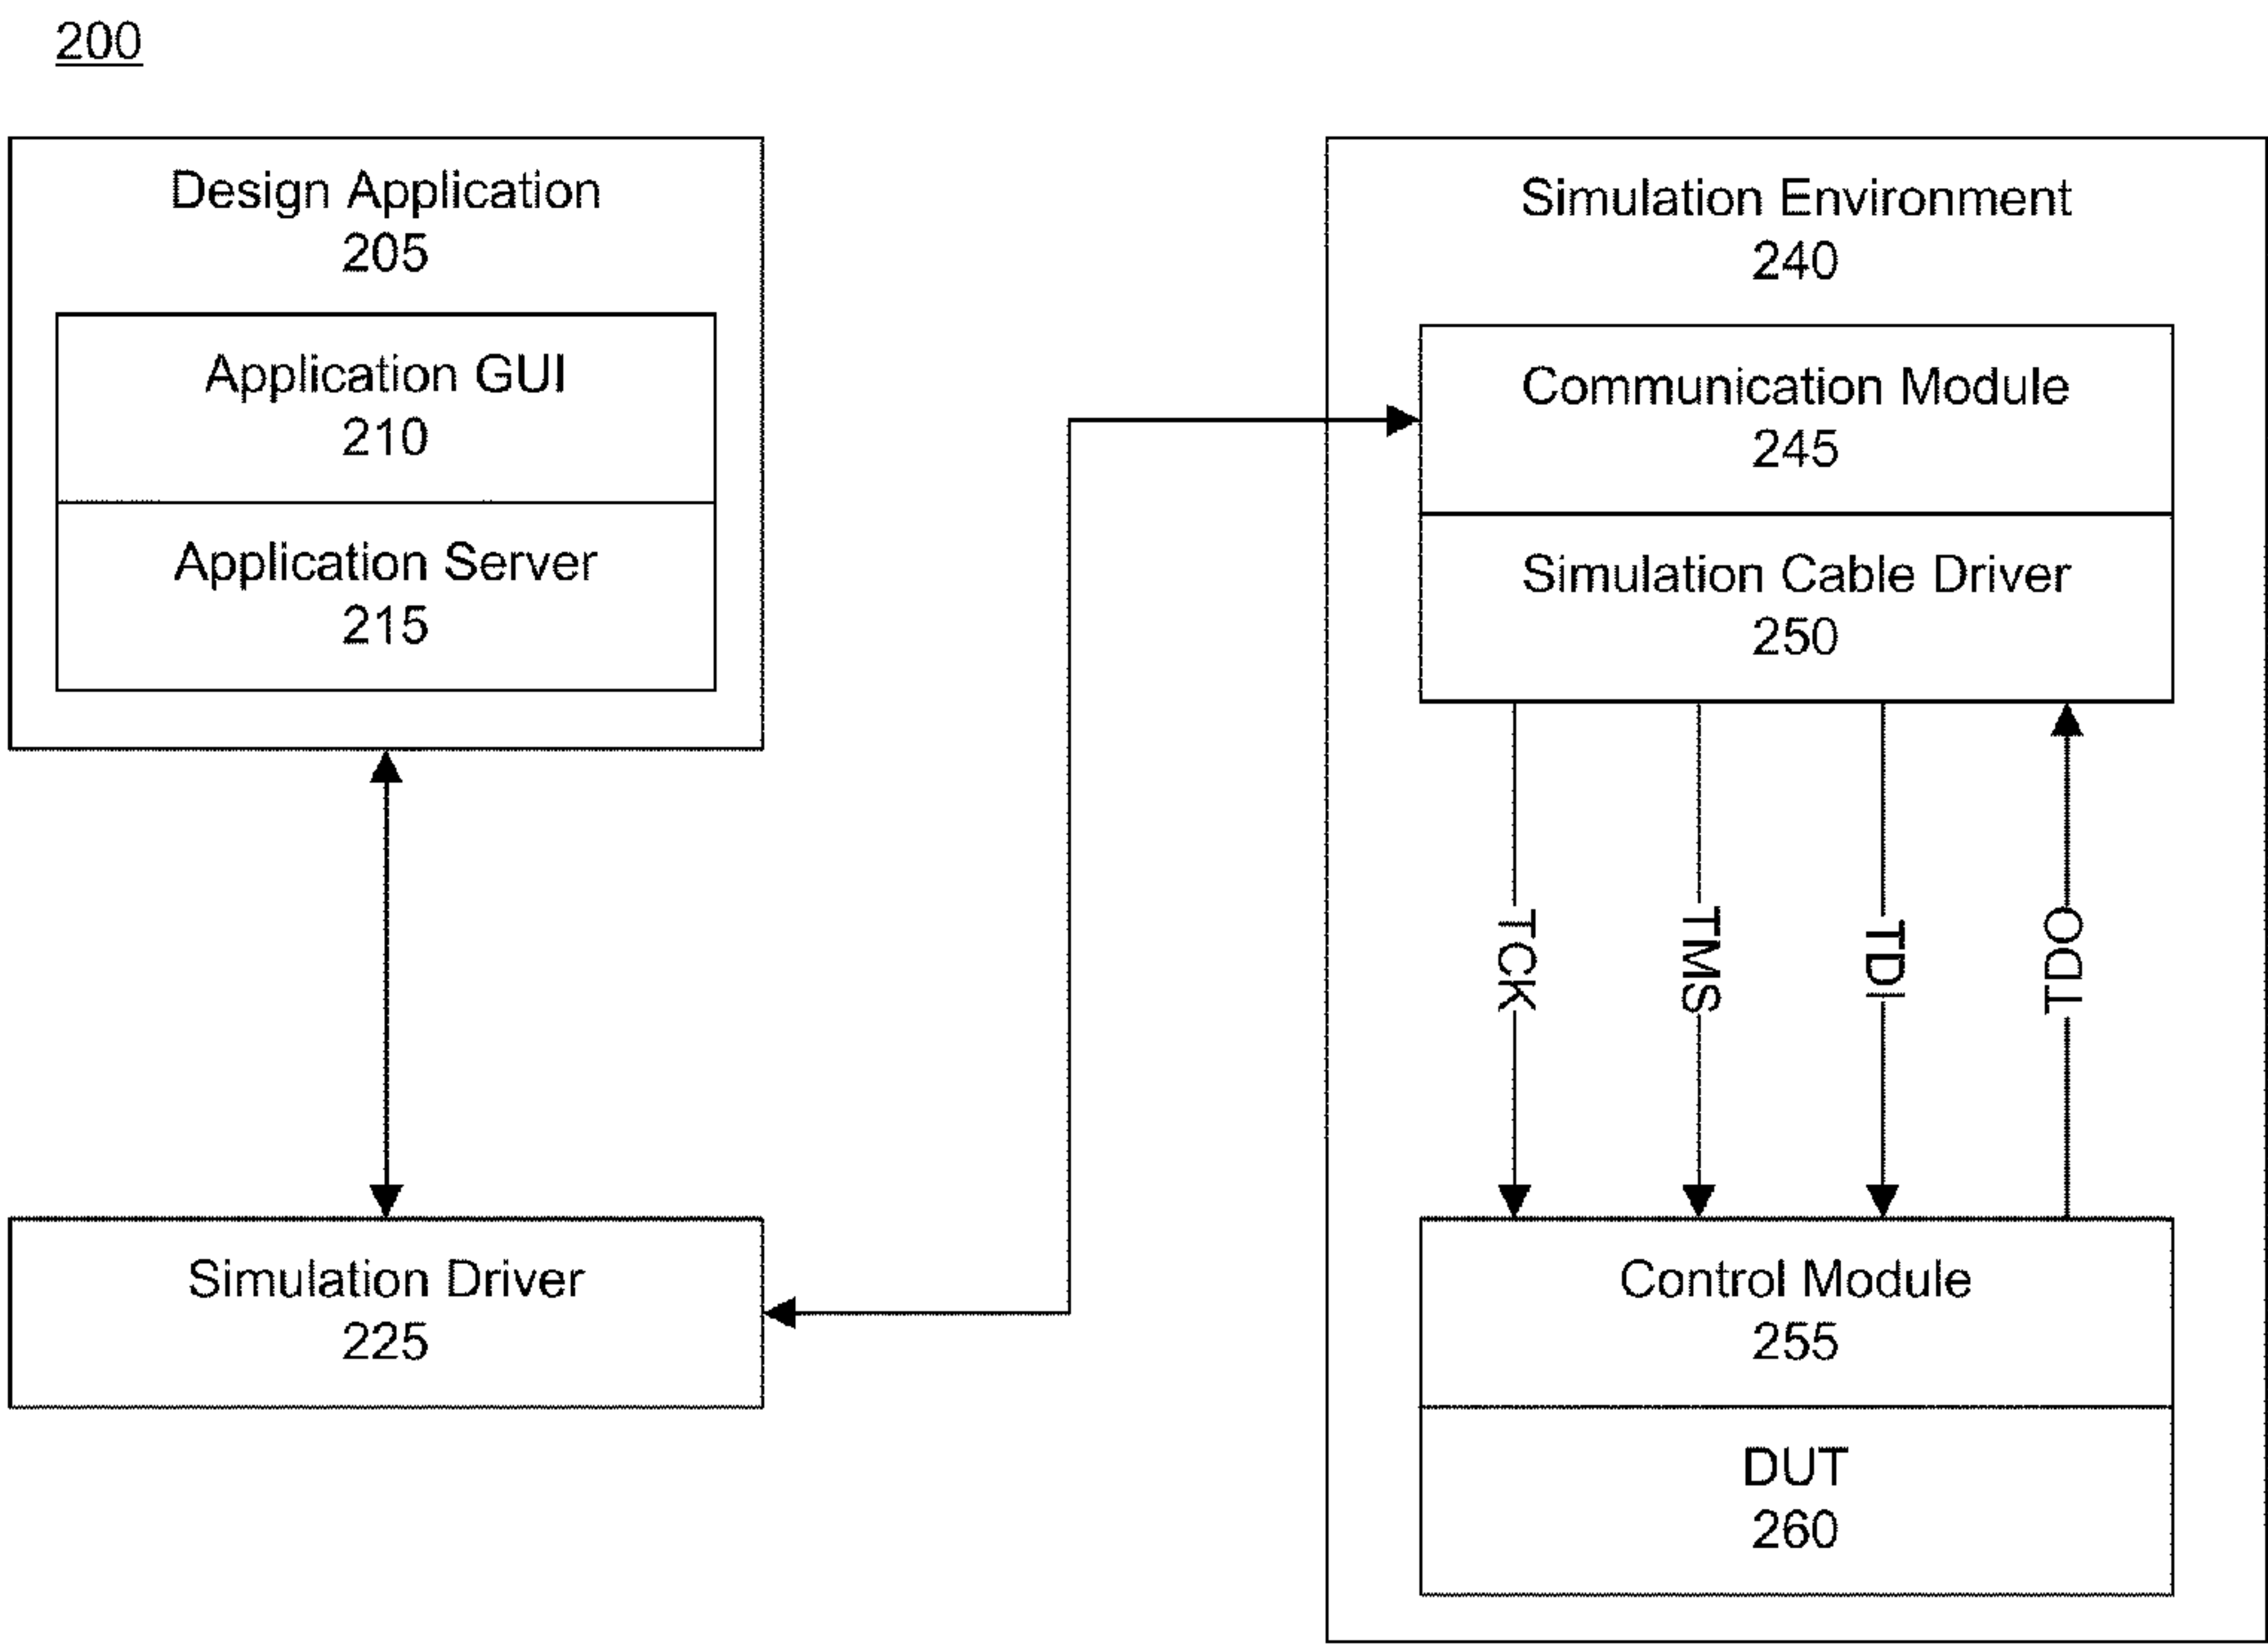 200
Design Application
205
Application GUI
210
Application Server
215
Simulation Driver
225
Simulation Environment
240
Communication Module
245
Simulation Cable Driver
250
TCK
TMS
TDI
TDO
Control Module
255
DUT
260